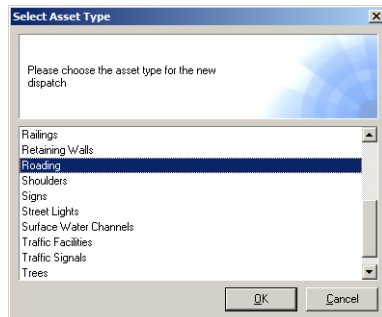 Select Asset Type
Please choose the asset type for the new
dispatch
Railings
Retaining Walls
Roading
Shoulders
Signs
Street Lights
Surface Water Channels
Traffic Facilities
Traffic Signals
Trees
OK
Cancel